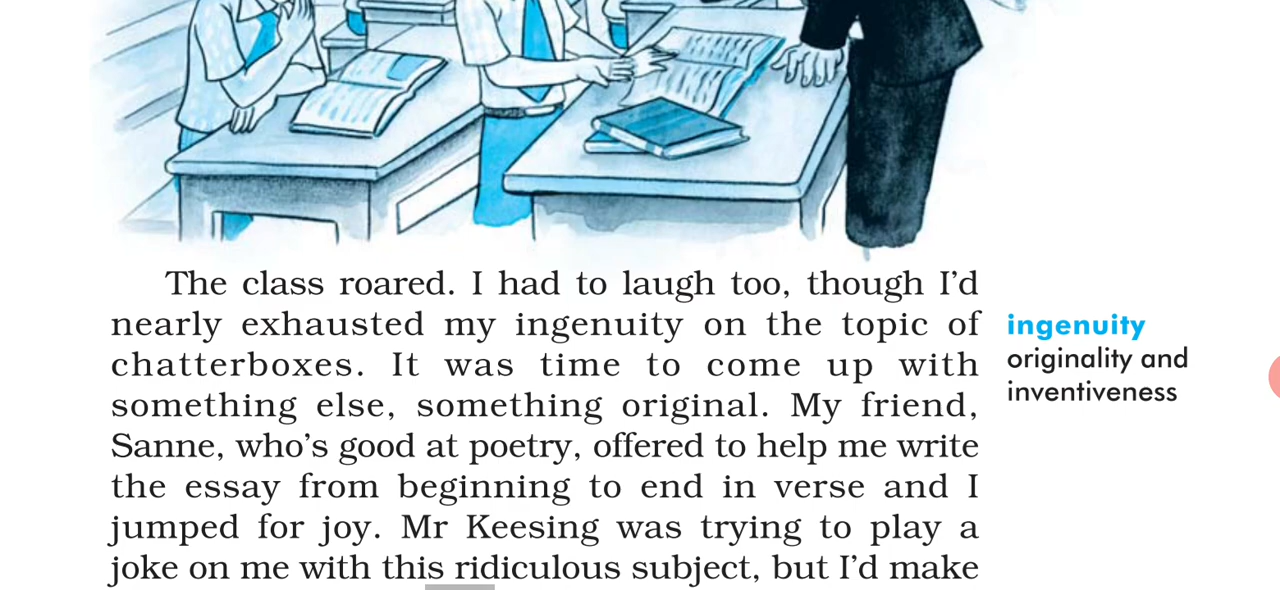 The class roared. I had to laugh too, though I'd
nearly exhausted my ingenuity on the topic of
chatterboxes. It was time to come up with
something else, something original. My friend,
Sanne, who's good at poetry, offered to help me write
the essay from beginning to end in verse and I
jumped for joy. Mr Keesing was trying to play a
joke on me with this ridiculous subject, but I'd make
ingenuity
originality and
inventiveness